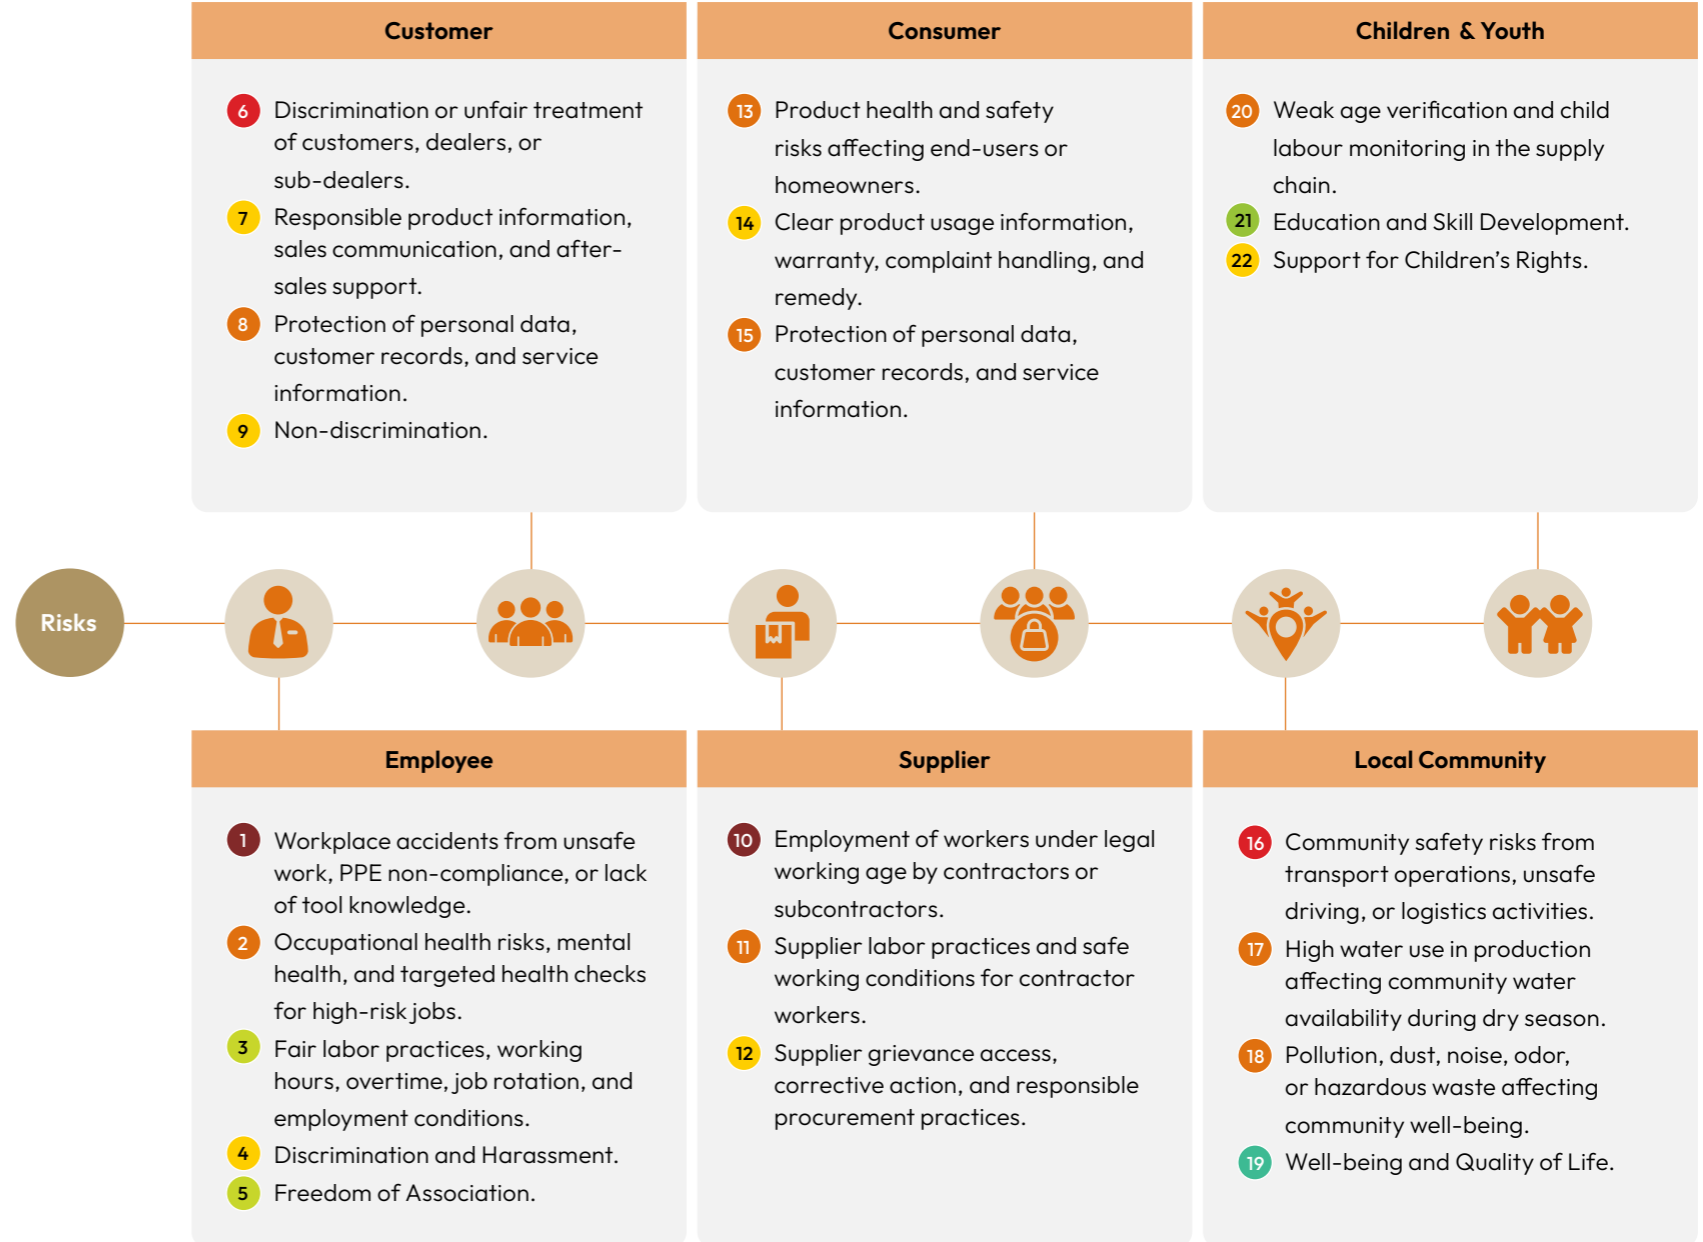 Customer
6 Discrimination or unfair treatment
of customers, dealers, or
sub-dealers.
7 Responsible product information,
sales communication, and after-
sales support.
8 Protection of personal data,
customer records, and service
information.
9 Non-discrimination.
Consumer
13 Product health and safety
risks affecting end-users or
homeowners.
14 Clear product usage information,
warranty, complaint handling, and
remedy.
15 Protection of personal data,
customer records, and service
information.
Children & Youth
20 Weak age verification and child
labour monitoring in the supply
chain.
21 Education and Skill Development.
22 Support for Children's Rights.
Risks
Employee
1 Workplace accidents from unsafe
work, PPE non-compliance, or lack
of tool knowledge.
2 Occupational health risks, mental
health, and targeted health checks
for high-risk jobs.
3 Fair labor practices, working
hours, overtime, job rotation, and
employment conditions.
4 Discrimination and Harassment.
5 Freedom of Association.
Supplier
10 Employment of workers under legal
working age by contractors or
subcontractors.
11 Supplier labor practices and safe
working conditions for contractor
workers.
12 Supplier grievance access,
corrective action, and responsible
procurement practices.
Local Community
16 Community safety risks from
transport operations, unsafe
driving, or logistics activities.
17 High water use in production
affecting community water
availability during dry season.
18 Pollution, dust, noise, odor,
or hazardous waste affecting
community well-being.
19 Well-being and Quality of Life.